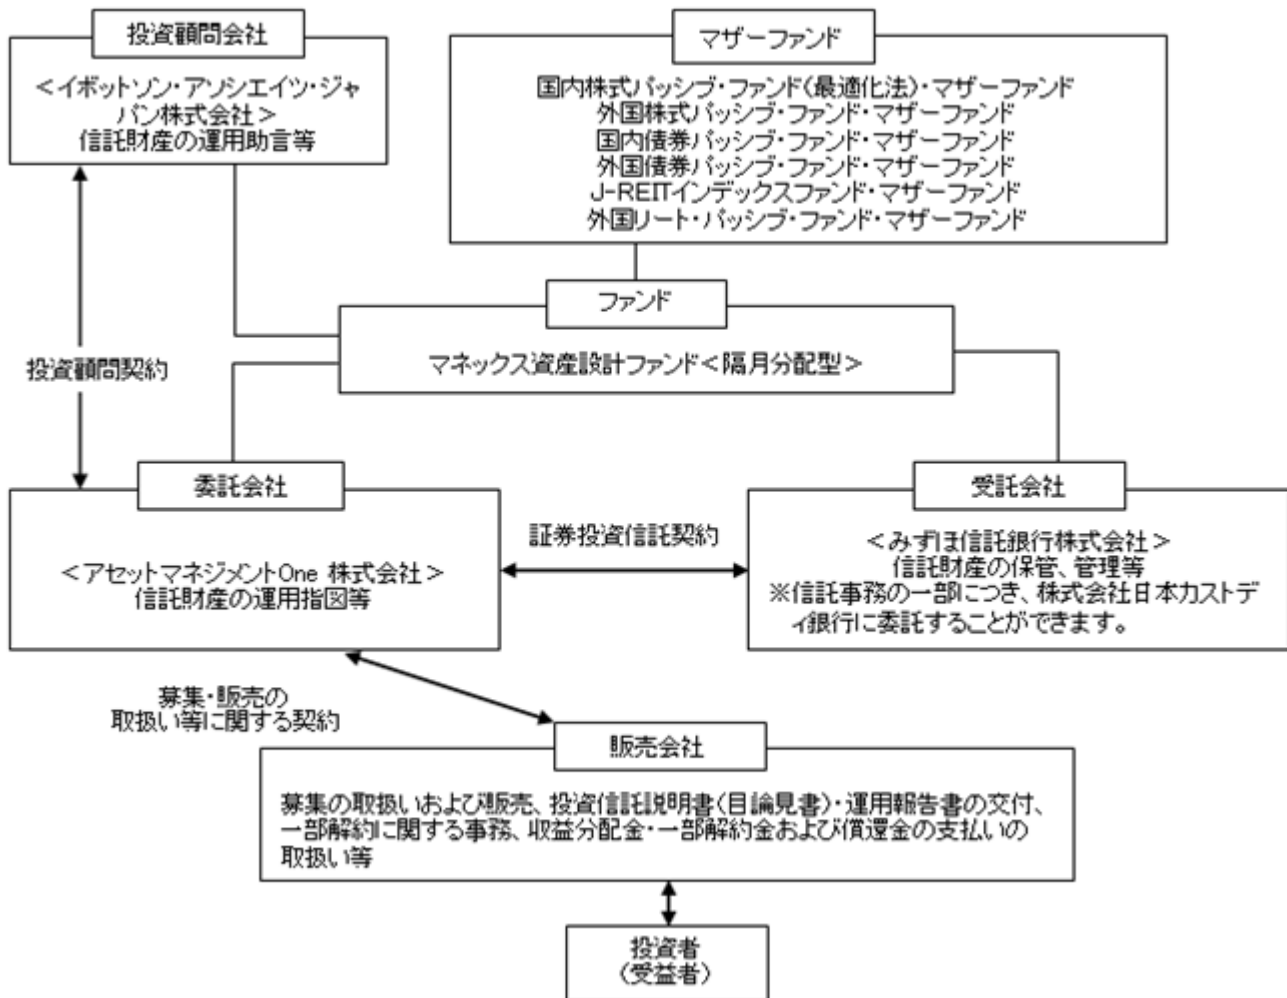 投資顧問会社
<イボットソン・アソシエイツ・ジャ
パン株式会社>
信託財産の運用助言等
マザーファンド
国内株式パッシブ・ファンド(最適化法)・マザーファンド
外国株式パッシブ・ファンド・マザーファンド
国内債券パッシブ・ファンド・マザーファンド
外国債券パッシブ・ファンド・マザーファンド
J-REITインデックスファンド・マザーファンド
外国リート・パッシブ・ファンド・マザーファンド
ファンド
マネックス資産設計ファンド<隔月分配型>
投資顧問契約
委託会社
<アセットマネジメントOne 株式会社>
信託財産の運用指図等
証券投資信託契約
受託会社
<みずほ信託銀行株式会社>
信託財産の保管、管理等
※信託事務の一部につき、株式会社日本カストデ
ィ銀行に委託することができます。
募集・販売の
取扱い等に関する契約
販売会社
募集の取扱いおよび販売、投資信託説明書(目論見書)・運用報告書の交付、
一部解約に関する事務、収益分配金・一部解約金および償還金の支払いの
取扱い等
投資者
(受益者)